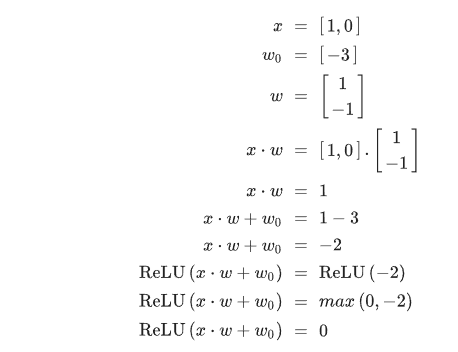 x = [1, 0]
w₀ = [−3]
w = [1 −1]
x · w = [1, 0] . [1 −1]
x · w = 1
x · w + w₀ = 1 − 3
x · w + w₀ = −2
ReLU (x · w + w₀) = ReLU (−2)
ReLU (x · w + w₀) = max (0, −2)
ReLU (x · w + w₀) = 0